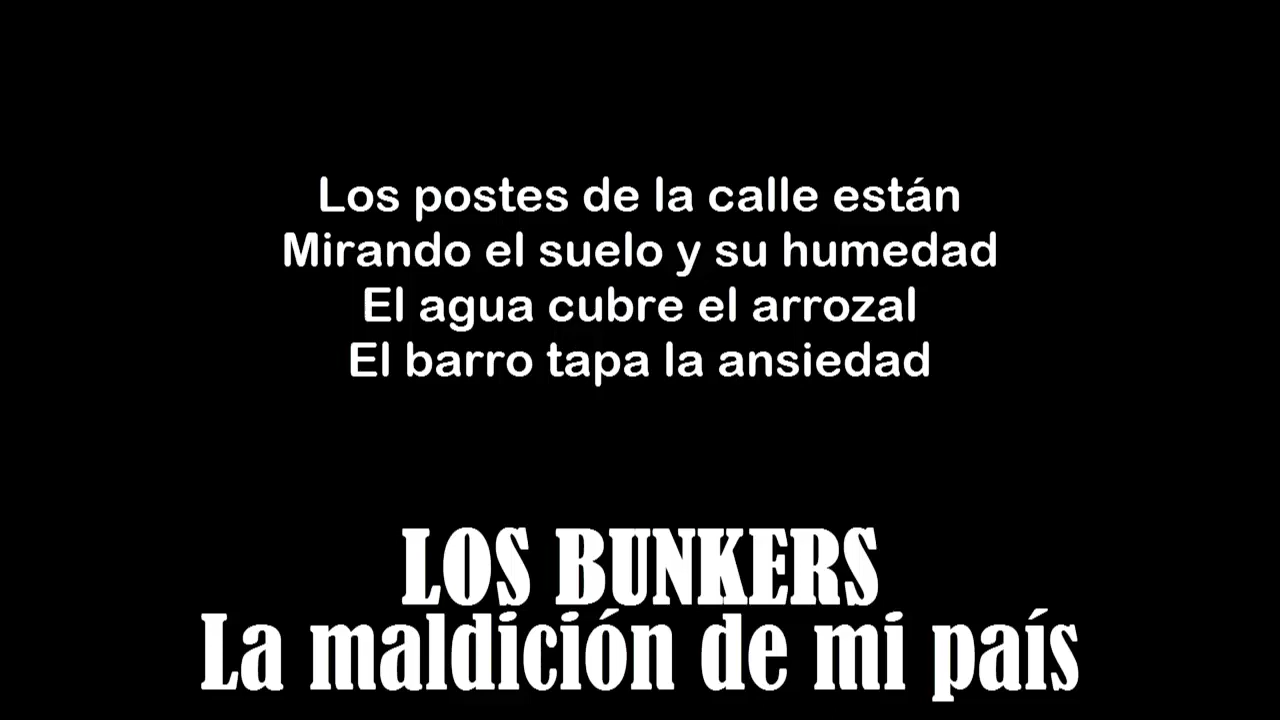 Los postes de la calle están
Mirando el suelo y su humedad
El agua cubre el arrozal
El barro tapa la ansiedad
LOS BUNKERS
La maldición de mi país